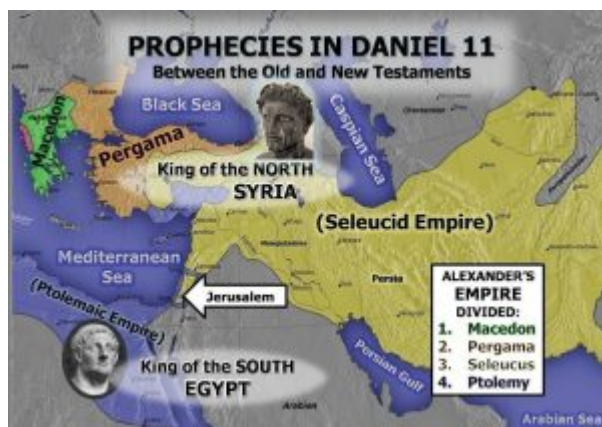 PROPHECIES IN DANIEL 11
Between the Old and New Testaments
Black Sea
Macedon
Pergama
Caspian Sea
King of the NORTH
SYRIA
(Seleucid Empire)
Mediterranean
Sea
Persia
(Ptolemaic Empire)
Jerusalem
ALEXANDER'S
EMPIRE
DIVIDED:
1. Macedon
2. Pergama
3. Seleucus
4. Ptolemy
King of the SOUTH
EGYPT
Persian Gulf
Arabian
Arabian Sea